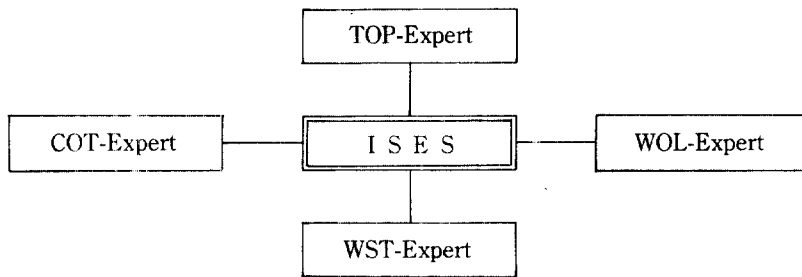 TOP-Expert
COT-Expert
I S E S
WOL-Expert
WST-Expert